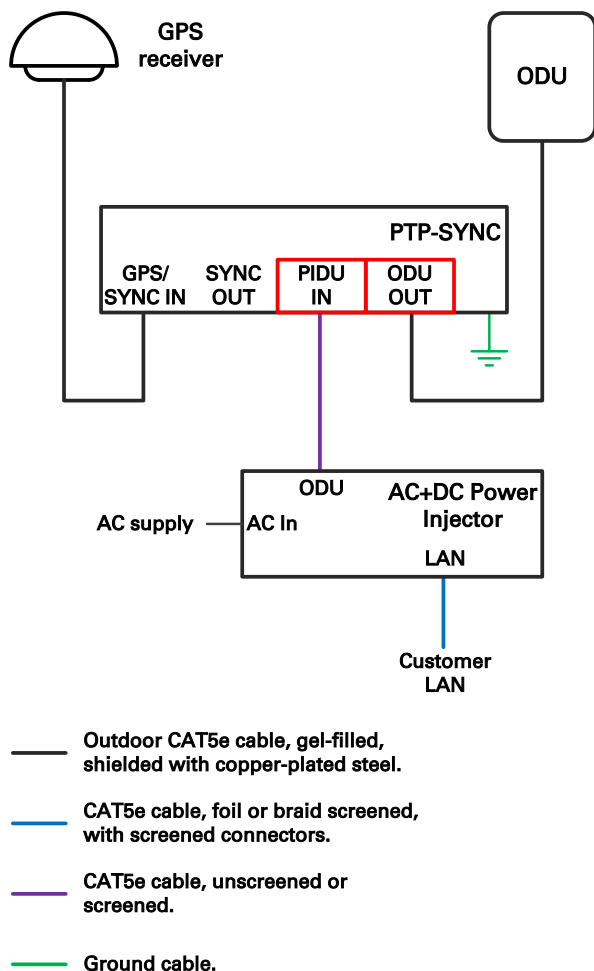 GPS
receiver
ODU
PTP-SYNC
GPS/
SYNC IN
SYNC
OUT
PIDU
IN
ODU
OUT
ODU
AC+DC Power
Injector
AC supply
AC In
LAN
Customer
LAN
Outdoor CAT5e cable, gel-filled,
shielded with copper-plated steel.
CAT5e cable, foil or braid screened,
with screened connectors.
CAT5e cable, unscreened or
screened.
Ground cable.